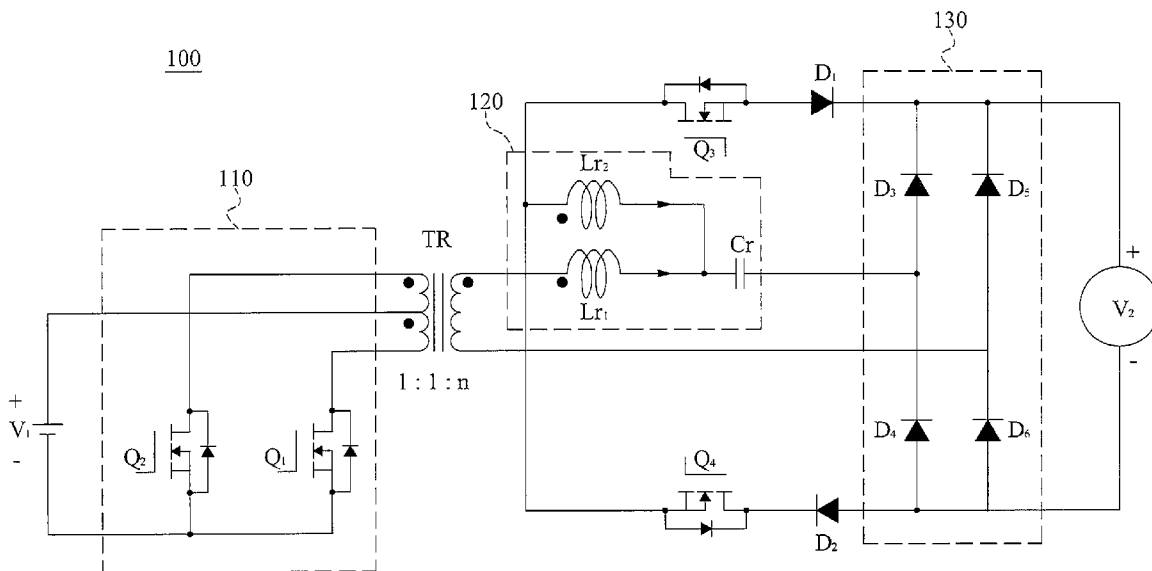 130
100
D₁
120
Q₃
Lr₂
110
D₃
D₅
TR
Cr
+
Lr₁
V₂
-
1 : 1 : n
+
V₁
-
Q₂
Q₁
D₄
D₆
Q₄
D₂